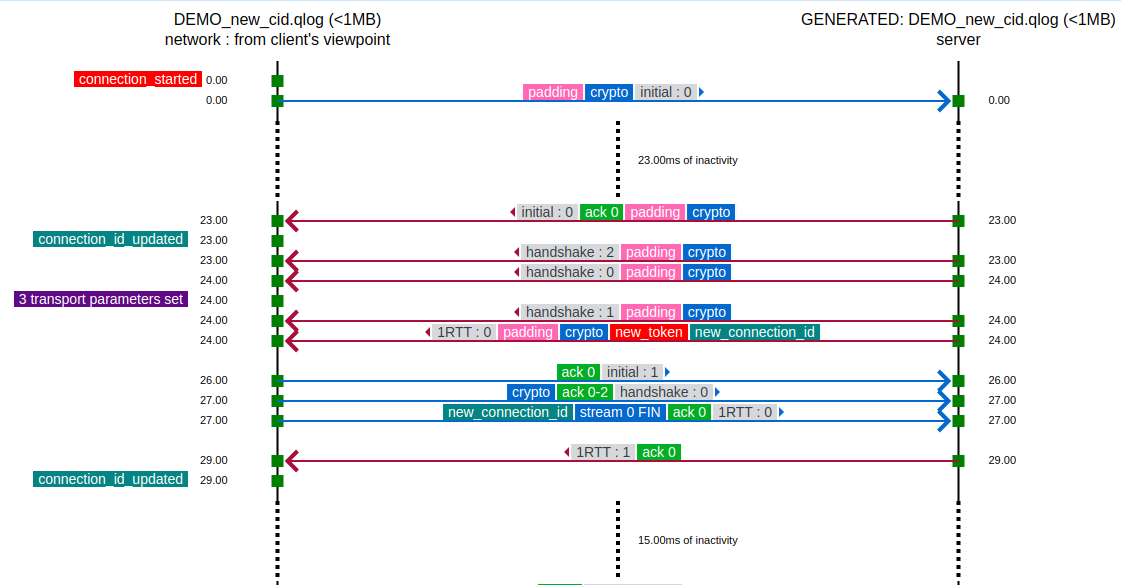 DEMO_new_cid.qlog (<1MB)
network : from client's viewpoint
GENERATED: DEMO_new_cid.qlog (<1MB)
server
connection_started 0.00
padding crypto initial : 0
0.00 0.00
23.00ms of inactivity
initial : 0 ack 0 padding crypto
23.00 23.00
connection_id_updated 23.00
handshake : 2 padding crypto
23.00 23.00
handshake : 0 padding crypto
24.00 24.00
3 transport parameters set 24.00
handshake : 1 padding crypto
24.00 24.00
1RTT : 0 padding crypto new_token new_connection_id
24.00 24.00
ack 0 initial : 1
26.00 26.00
crypto ack 0-2 handshake : 0
27.00 27.00
new_connection_id stream 0 FIN ack 0 1RTT : 0
27.00 27.00
1RTT : 1 ack 0
29.00 29.00
connection_id_updated 29.00
15.00ms of inactivity